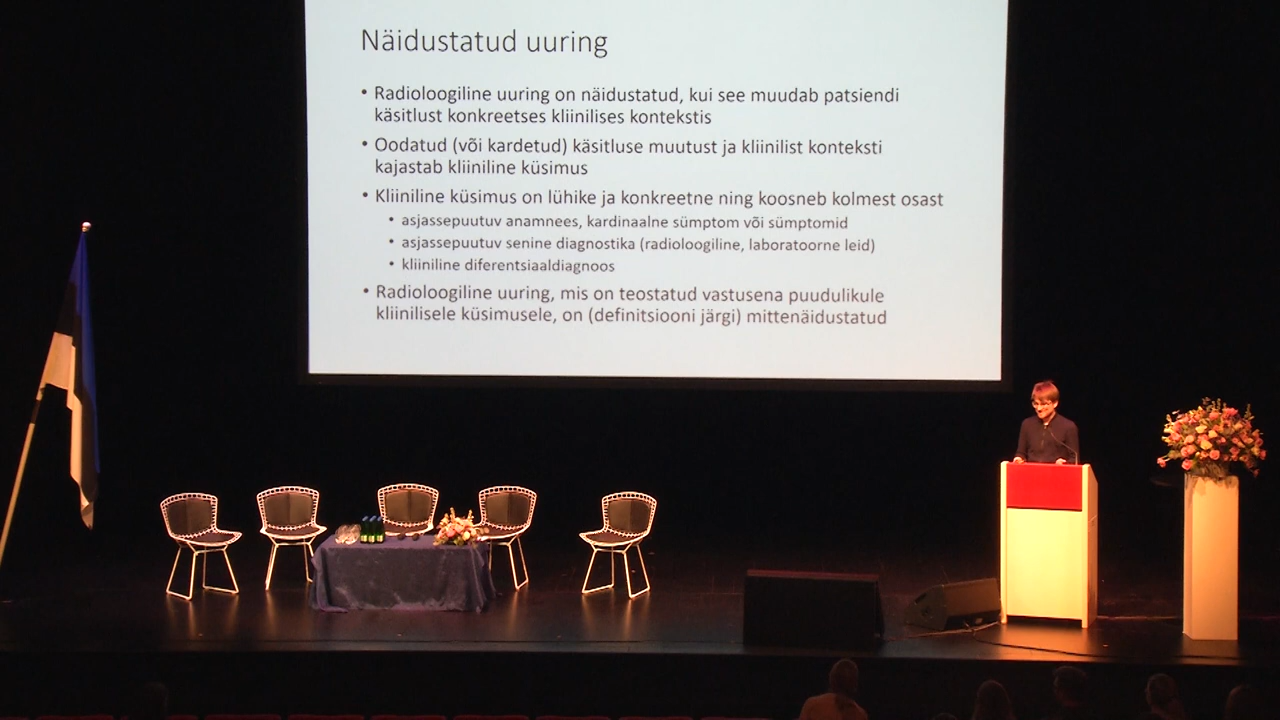 Näidustatud uuring
• Radioloogiline uuring on näidustatud, kui see muudab patsiendi
käsitlust konkreetses kliinilises kontekstis
• Oodatud (või kardetud) käsitluse muutust ja kliinilist konteksti
kajastab kliiniline küsimus
• Kliiniline küsimus on lühike ja konkreetne ning koosneb kolmest osast
• asjassepuutuv anamnees, kardinaalne sümptom või sümptomid
• asjassepuutuv senine diagnostika (radioloogiline, laboratoorne leid)
• kliiniline diferentsiaaldiagnoos
• Radioloogiline uuring, mis on teostatud vastusena puudulikule
kliinilisele küsimusele, on (definitsiooni järgi) mittenäidustatud